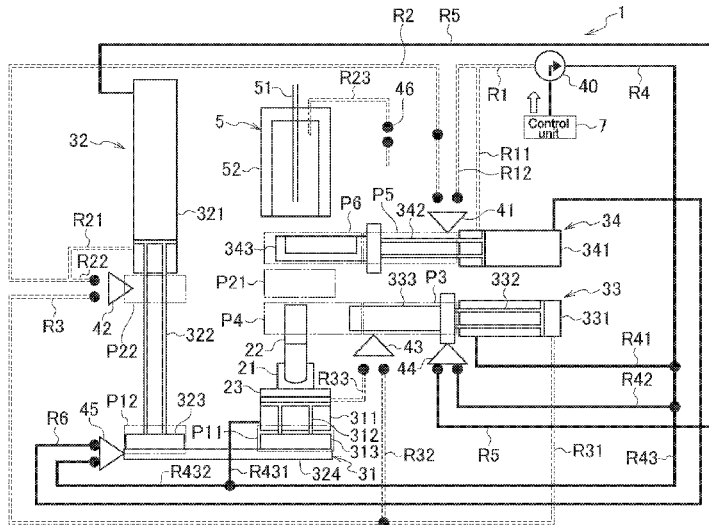 R2
R5
1
51
R23
46
R1
40
R4
5
Control
unit
7
32
52
R11
R12
P5
342
P6
41
34
321
R21
343
341
R22
P21
333
P3
332
33
P4
331
R3
42
P22
322
22
43
44
R41
21
R33
R42
23
P12
323
R6
45
311
P11
312
313
R5
R31
R32
R43
R432
R431
324
31